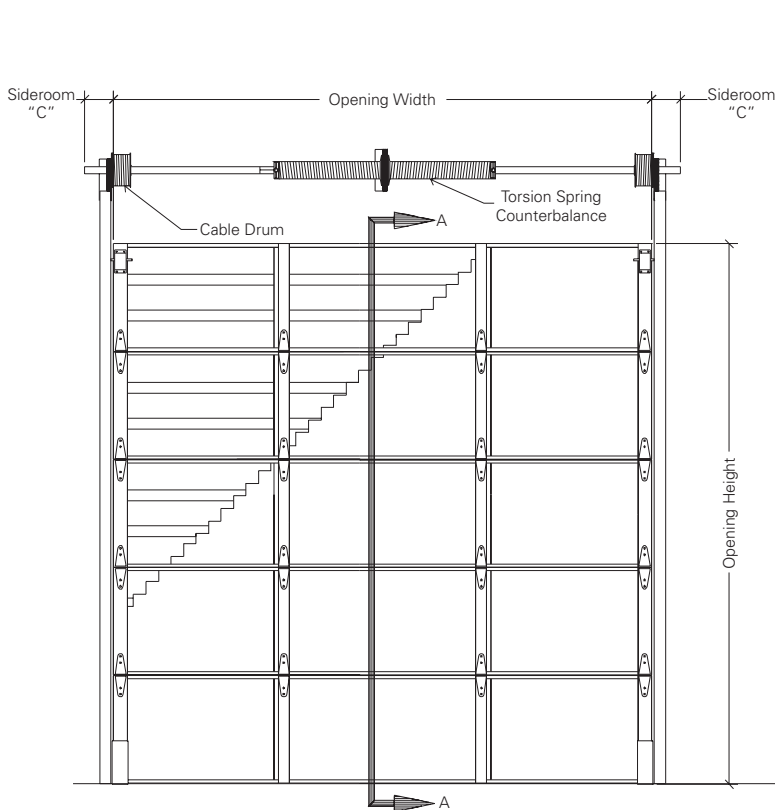 Sideroom
"C"
Opening Width
Sideroom
"C"
Torsion Spring
Counterbalance
Cable Drum
A
Opening Height
A